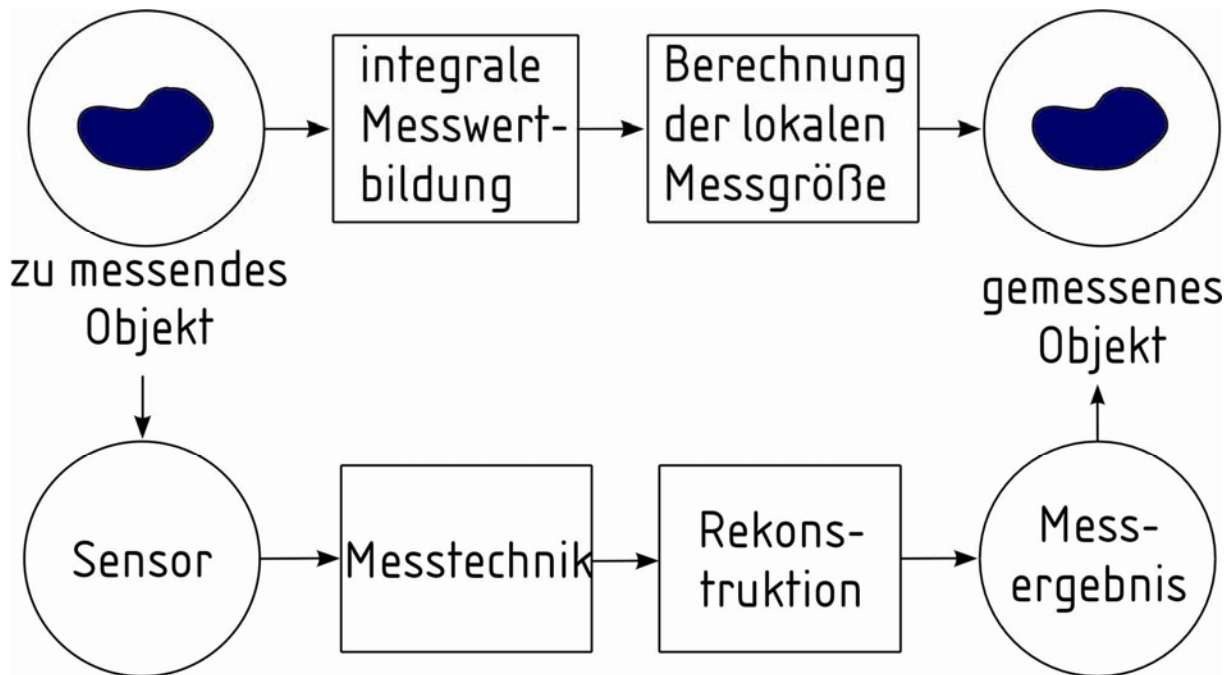 integrale
Messwert-
bildung
Berechnung
der lokalen
Messgröße
zu messendes
Objekt
gemessenes
Objekt
Sensor
Messtechnik
Rekons-
truktion
Mess-
ergebnis